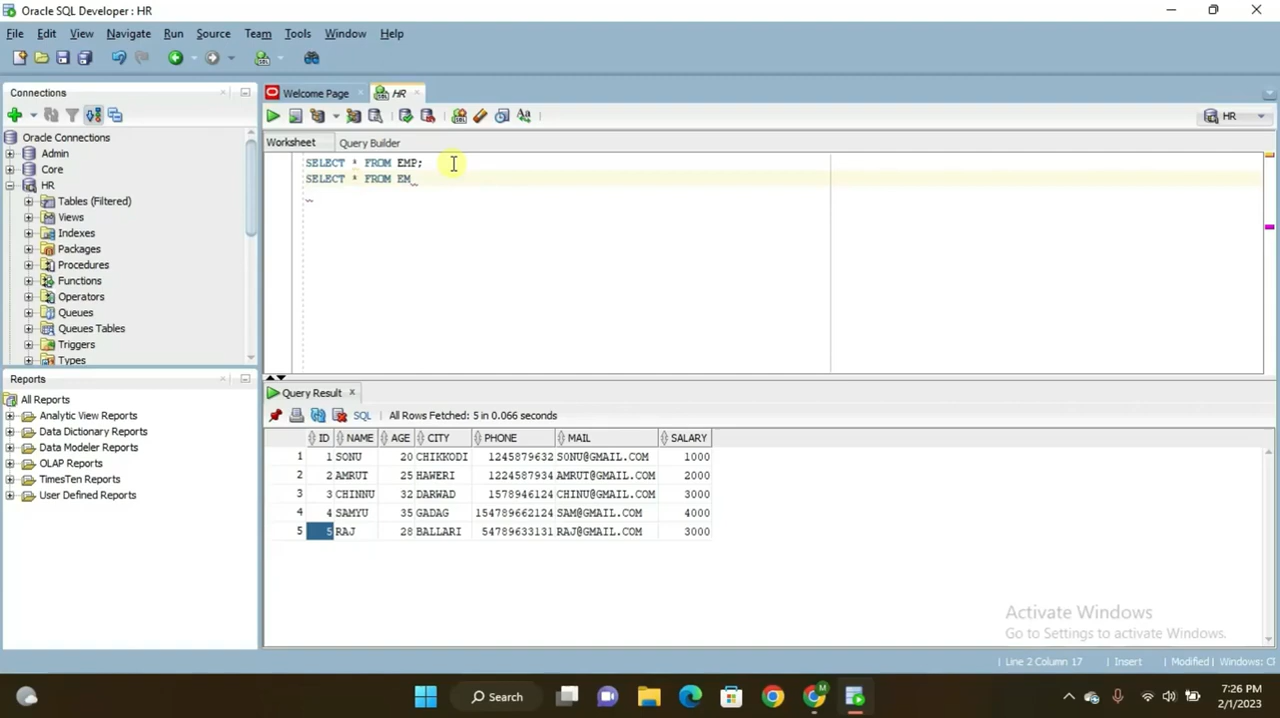 Oracle SQL Developer: HR
File Edit View Navigate Run Source Team Tools Window Help
Connections
Oracle Connections
Admin
Core
HR
Tables (Filtered)
Views
Indexes
Packages
Procedures
Functions
Operators
Queues
Queues Tables
Triggers
Types
Reports
All Reports
Analytic View Reports
Data Dictionary Reports
Data Modeler Reports
OLAP Reports
TimesTen Reports
User Defined Reports
Welcome Page HR
HR
Worksheet Query Builder
SELECT * FROM EMP;
SELECT * FROM EM
Query Result
SQL All Rows Fetched: 5 in 0.066 seconds
ID NAME AGE CITY PHONE MAIL SALARY
1 1 SONU 20 CHIKKODI 1245879632 SONU@GMAIL.COM 1000
2 2 AMRUT 25 HAWERI 1224587934 AMRUT@GMAIL.COM 2000
3 3 CHINNU 32 DARWAD 1578946124 CHINU@GMAIL.COM 3000
4 4 SAMYU 35 GADAG 154789662124 SAM@GMAIL.COM 4000
5 5 RAJ 28 BALLARI 54789633131 RAJ@GMAIL.COM 3000
Activate Windows
Go to Settings to activate Windows.
Line 2 Column 17 Insert Modified Windows: C
Search
7:26 PM
2/1/2023